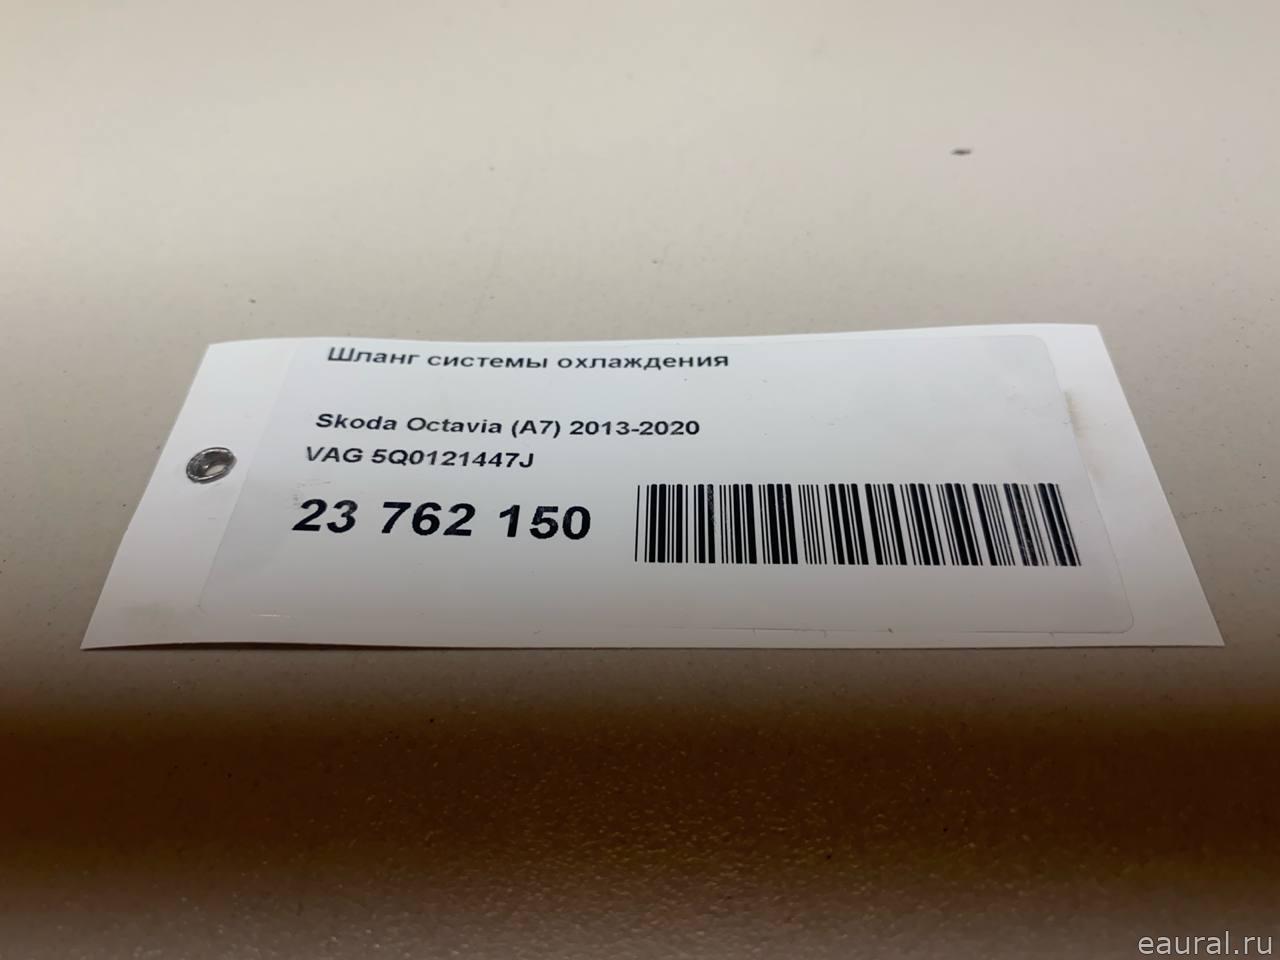 Шланг системы охлаждения
Skoda Octavia (A7) 2013-2020
VAG 5Q0121447J
23 762 150
eaural.ru